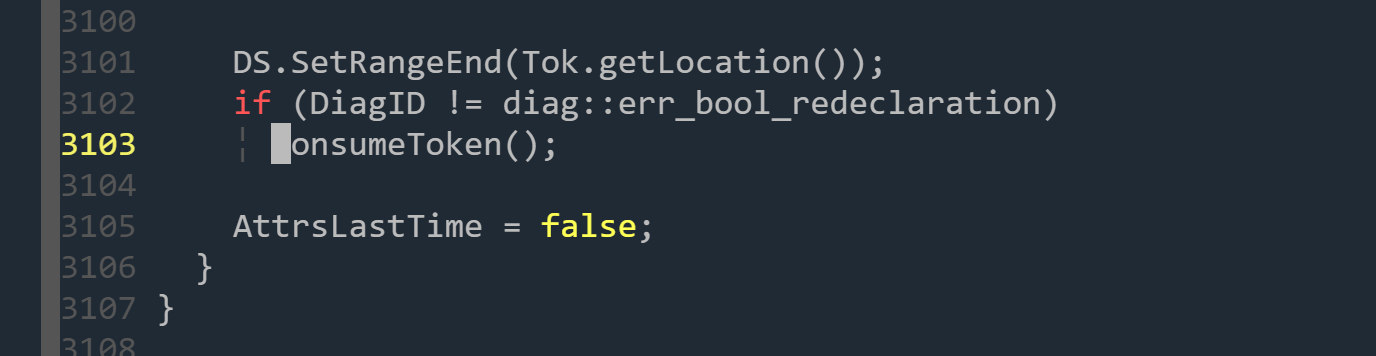 3100
3101 DS.SetRangeEnd(Tok.getLocation());
3102 if (DiagID != diag::err_bool_redeclaration)
3103 ¦ onsumeToken();
3104
3105 AttrsLastTime = false;
3106 }
3107 }
3108